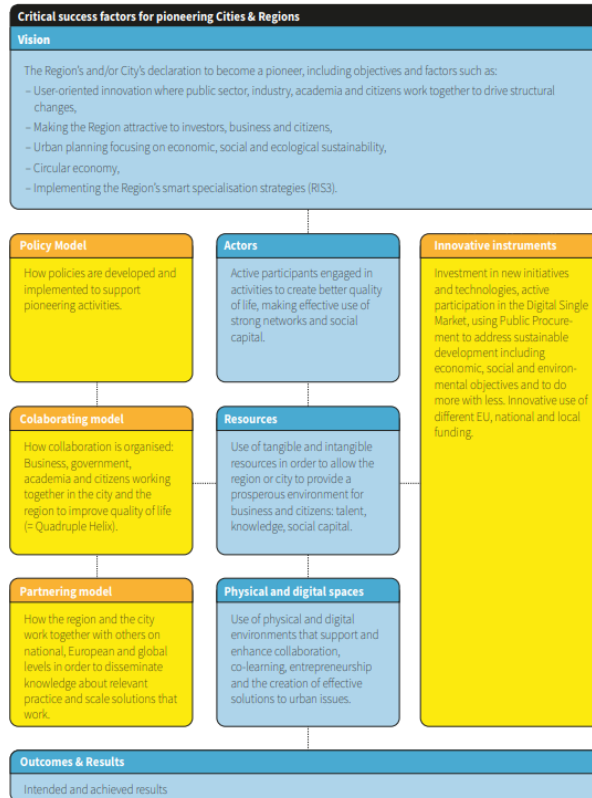 Critical success factors for pioneering Cities & Regions
Vision
The Region's and/or City's declaration to become a pioneer, including objectives and factors such as:
– User-oriented innovation where public sector, industry, academia and citizens work together to drive structural
changes,
– Making the Region attractive to investors, business and citizens,
– Urban planning focusing on economic, social and ecological sustainability,
– Circular economy,
– Implementing the Region's smart specialisation strategies (RIS3).
Policy Model
How policies are developed and
implemented to support
pioneering activities.
Actors
Active participants engaged in
activities to create better quality
of life, making effective use of
strong networks and social
capital.
Innovative instruments
Investment in new initiatives
and technologies, active
participation in the Digital Single
Market, using Public Procure-
ment to address sustainable
development including
economic, social and environ-
mental objectives and to do
more with less. Innovative use of
different EU, national and local
funding.
Colaborating model
How collaboration is organised:
Business, government,
academia and citizens working
together in the city and the
region to improve quality of life
(= Quadruple Helix).
Resources
Use of tangible and intangible
resources in order to allow the
region or city to provide a
prosperous environment for
business and citizens: talent,
knowledge, social capital.
Partnering model
How the region and the city
work together with others on
national, European and global
levels in order to disseminate
knowledge about relevant
practice and scale solutions that
work.
Physical and digital spaces
Use of physical and digital
environments that support and
enhance collaboration,
co-learning, entrepreneurship
and the creation of effective
solutions to urban issues.
Outcomes & Results
Intended and achieved results